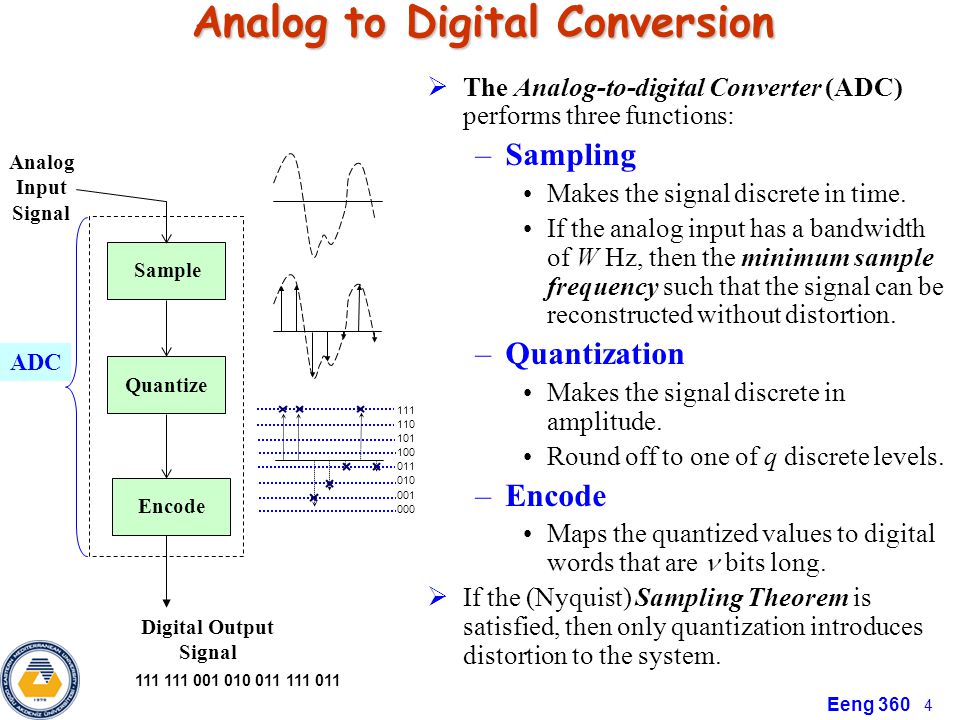 Analog to Digital Conversion
Analog
Input
Signal
Sample
ADC
Quantize
Encode
111
110
101
100
011
010
001
000
Digital Output
Signal
111 111 001 010 011 111 011
➢ The Analog-to-digital Converter (ADC)
performs three functions:
– Sampling
• Makes the signal discrete in time.
• If the analog input has a bandwidth
of W Hz, then the minimum sample
frequency such that the signal can be
reconstructed without distortion.
– Quantization
• Makes the signal discrete in
amplitude.
• Round off to one of q discrete levels.
– Encode
• Maps the quantized values to digital
words that are ν bits long.
➢ If the (Nyquist) Sampling Theorem is
satisfied, then only quantization introduces
distortion to the system.
Eeng 360 4